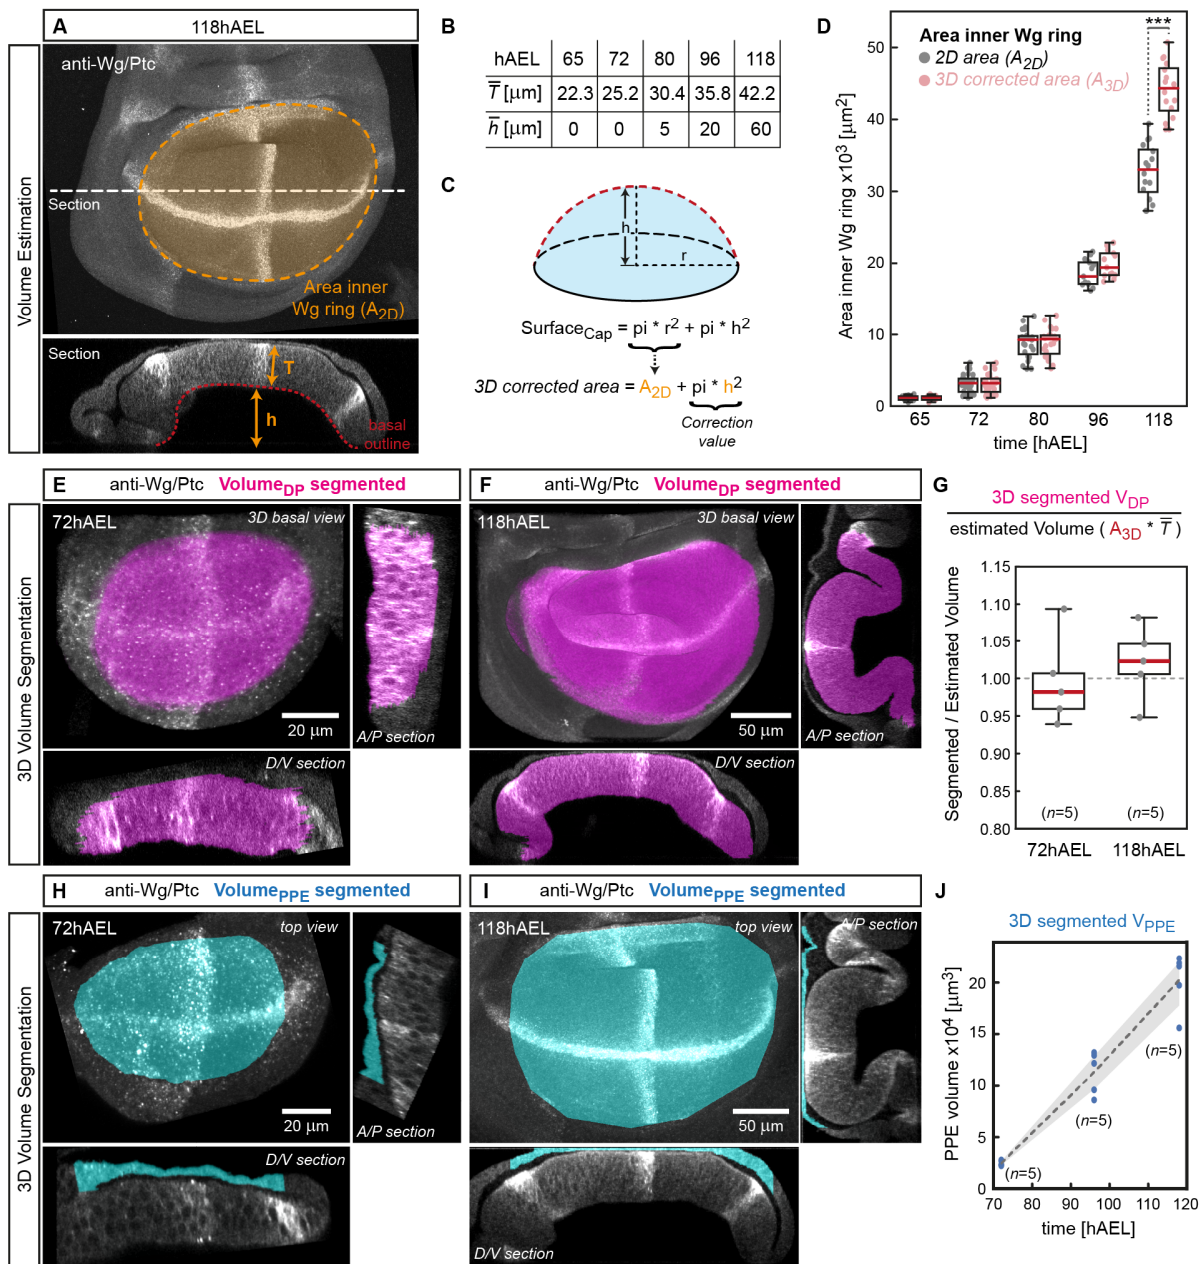 Volume Estimation
A
118hAEL
anti-Wg/Ptc
Section
Area inner
Wg ring (A2D)
Section
T
h
basal
outline
B
hAEL 65 72 80 96 118
T̅ [µm] 22.3 25.2 30.4 35.8 42.2
h̅ [µm] 0 0 5 20 60
C
h
r
SurfaceCap = pi * r2 + pi * h2
3D corrected area = A2D + pi * h2
Correction
value
D
Area inner Wg ring
2D area (A2D)
3D corrected area (A3D)
***
Area inner Wg ring x103 [µm2]
50
40
30
20
10
0
65 72 80 96 118
time [hAEL]
3D Volume Segmentation
E
anti-Wg/Ptc VolumeDP segmented
72hAEL
3D basal view
20 µm
A/P section
D/V section
F
anti-Wg/Ptc VolumeDP segmented
118hAEL
3D basal view
50 µm
A/P section
D/V section
G
3D segmented VDP
estimated Volume ( A3D * T̅ )
Segmented / Estimated Volume
1.15
1.10
1.05
1.00
0.95
0.90
0.85
0.80
(n=5) (n=5)
72hAEL 118hAEL
3D Volume Segmentation
H
anti-Wg/Ptc VolumePPE segmented
72hAEL
top view
20 µm
A/P section
D/V section
I
anti-Wg/Ptc VolumePPE segmented
118hAEL
top view
A/P section
50 µm
D/V section
J
3D segmented VPPE
PPE volume x104 [µm3]
20
15
10
5
0
(n=5)
(n=5)
(n=5)
70 80 90 100 110 120
time [hAEL]